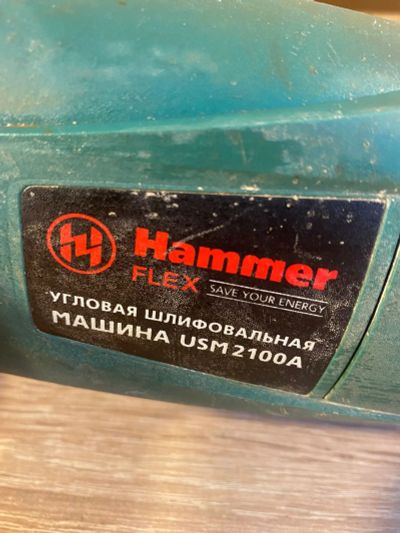 Hammer
FLEX SAVE YOUR ENERGY
УГЛОВАЯ ШЛИФОВАЛЬНАЯ
МАШИНА USM2100A